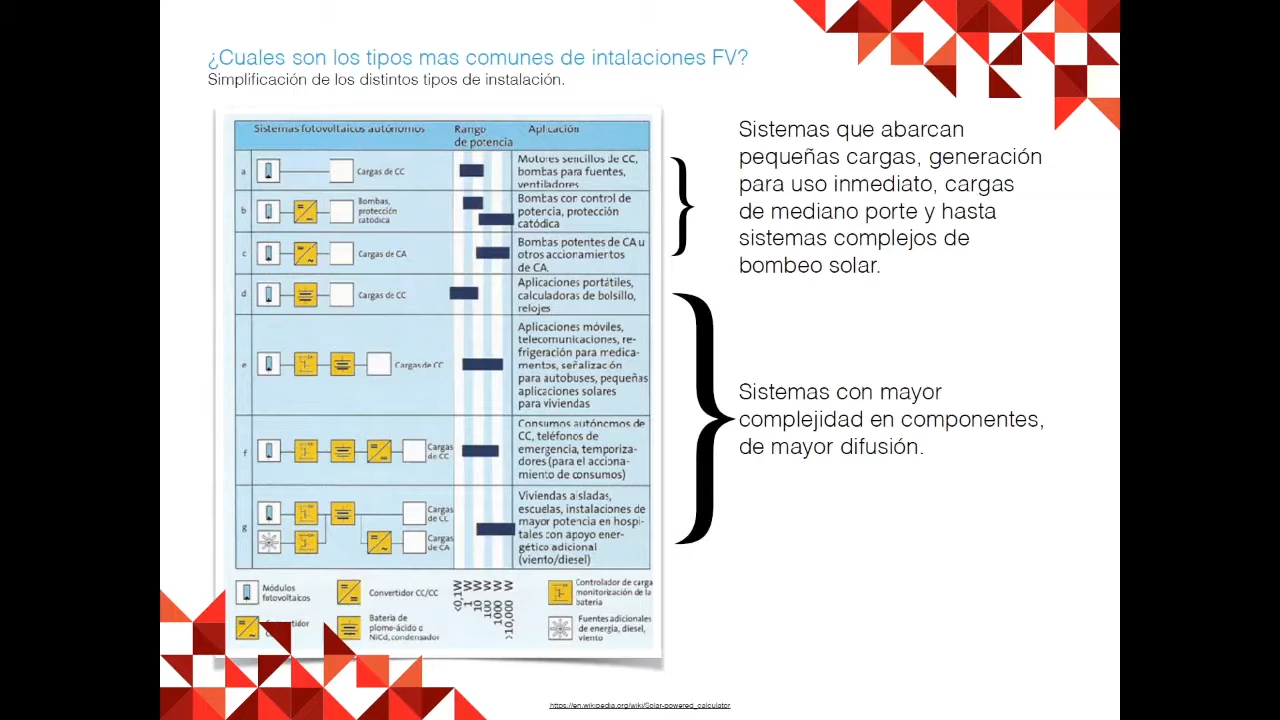 ¿Cuales son los tipos mas comunes de intalaciones FV?
Simplificación de los distintos tipos de instalación.
Sistemas fotovoltaicos autónomos
Rango
de potencia
Aplicación
a
Cargas de CC
Motores sencillos de CC,
bombas para fuentes,
ventiladores
b
Bombas,
protección
catódica
Bombas con control de
potencia, protección
catódica
c
Cargas de CA
Bombas potentes de CA u
otros accionamientos
de CA.
d
Cargas de CC
Aplicaciones portátiles,
calculadoras de bolsillo,
relojes
e
Cargas de CC
Aplicaciones móviles,
telecomunicaciones, re-
frigeración para medica-
mentos, señalización
para autobuses, pequeñas
aplicaciones solares
para viviendas
f
Cargas
de CC
Consumos autónomos de
CC, teléfonos de
emergencia, temporiza-
dores (para el acciona-
miento de consumos)
g
Cargas
de CC
Cargas
de CA
Viviendas aisladas,
escuelas, instalaciones de
mayor potencia en hospi-
tales con apoyo ener-
gético adicional
(viento/diesel)
Módulos
fotovoltaicos
Convertidor CC/CC
Batería de
plomo-ácido o
NiCd, condensador
<0,1W
1 W
10 W
100 W
1000 W
>10,000 W
Controlador de carga
monitorización de la
batería
Fuentes adicionales
de energía, diesel,
viento
Sistemas que abarcan
pequeñas cargas, generación
para uso inmediato, cargas
de mediano porte y hasta
sistemas complejos de
bombeo solar.
Sistemas con mayor
complejidad en componentes,
de mayor difusión.
https://en.wikipedia.org/wiki/Solar-powered_calculator